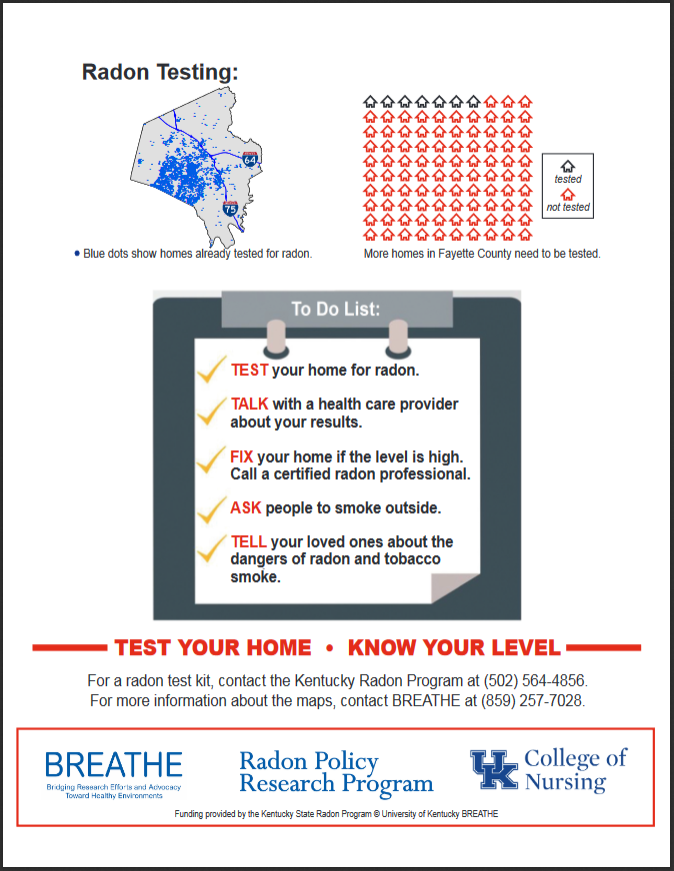 Radon Testing:
64
75
tested
not tested
• Blue dots show homes already tested for radon.
More homes in Fayette County need to be tested.
To Do List:
TEST your home for radon.
TALK with a health care provider
about your results.
FIX your home if the level is high.
Call a certified radon professional.
ASK people to smoke outside.
TELL your loved ones about the
dangers of radon and tobacco
smoke.
TEST YOUR HOME • KNOW YOUR LEVEL
For a radon test kit, contact the Kentucky Radon Program at (502) 564-4856.
For more information about the maps, contact BREATHE at (859) 257-7028.
BREATHE
Bridging Research Efforts and Advocacy
Toward Healthy Environments
Radon Policy
Research Program
UK College of
Nursing
Funding provided by the Kentucky State Radon Program © University of Kentucky BREATHE